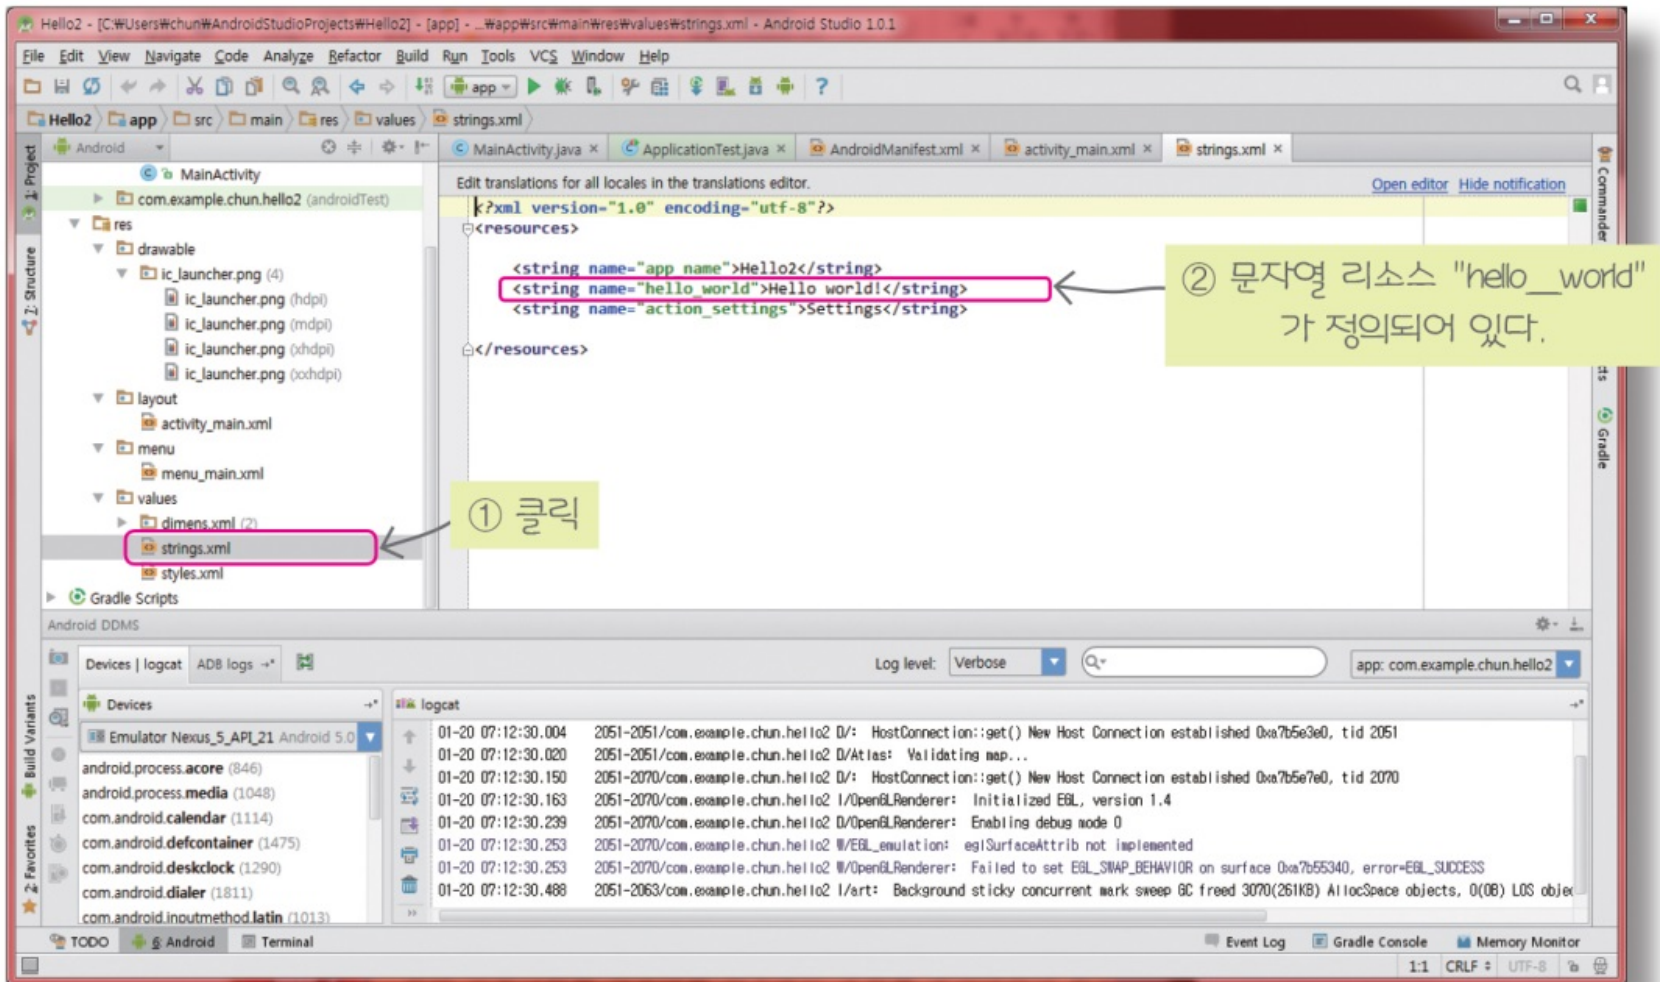 Hello2 - [C:₩Users₩chun₩AndroidStudioProjects₩Hello2] - [app] - ...₩app₩src₩main₩res₩values₩strings.xml - Android Studio 1.0.1
File Edit View Navigate Code Analyze Refactor Build Run Tools VCS Window Help
app
Hello2 app src main res values strings.xml
Android
MainActivity.java ApplicationTest.java AndroidManifest.xml activity_main.xml strings.xml
1: Project
7: Structure
Build Variants
2: Favorites
MainActivity
com.example.chun.hello2 (androidTest)
res
drawable
ic_launcher.png (4)
ic_launcher.png (hdpi)
ic_launcher.png (mdpi)
ic_launcher.png (xhdpi)
ic_launcher.png (xxhdpi)
layout
activity_main.xml
menu
menu_main.xml
values
dimens.xml (2)
strings.xml
styles.xml
Gradle Scripts
① 클릭
Edit translations for all locales in the translations editor. Open editor Hide notification
<?xml version="1.0" encoding="utf-8"?>
<resources>
<string name="app_name">Hello2</string>
<string name="hello_world">Hello world!</string>
<string name="action_settings">Settings</string>
</resources>
② 문자열 리소스 "hello__world"
가 정의되어 있다.
Commander
Gradle
Android DDMS
Devices | logcat ADB logs Log level: Verbose app: com.example.chun.hello2
Devices
Emulator Nexus_5_API_21 Android 5.0
android.process.acore (846)
android.process.media (1048)
com.android.calendar (1114)
com.android.defcontainer (1475)
com.android.deskclock (1290)
com.android.dialer (1811)
com.android.inputmethod.latin (1013)
logcat
01-20 07:12:30.004 2051-2051/com.example.chun.hello2 D/﹕ HostConnection::get() New Host Connection established 0xa7b5e3e0, tid 2051
01-20 07:12:30.020 2051-2051/com.example.chun.hello2 D/Atlas﹕ Validating map...
01-20 07:12:30.150 2051-2070/com.example.chun.hello2 D/﹕ HostConnection::get() New Host Connection established 0xa7b5e7e0, tid 2070
01-20 07:12:30.163 2051-2070/com.example.chun.hello2 I/OpenGLRenderer﹕ Initialized EGL, version 1.4
01-20 07:12:30.239 2051-2070/com.example.chun.hello2 D/OpenGLRenderer﹕ Enabling debug mode 0
01-20 07:12:30.253 2051-2070/com.example.chun.hello2 W/EGL_emulation﹕ eglSurfaceAttrib not implemented
01-20 07:12:30.253 2051-2070/com.example.chun.hello2 W/OpenGLRenderer﹕ Failed to set EGL_SWAP_BEHAVIOR on surface 0xa7b55340, error=EGL_SUCCESS
01-20 07:12:30.488 2051-2063/com.example.chun.hello2 I/art﹕ Background sticky concurrent mark sweep GC freed 3070(261KB) AllocSpace objects, 0(0B) LOS objec
TODO 6: Android Terminal Event Log Gradle Console Memory Monitor
1:1 CRLF UTF-8